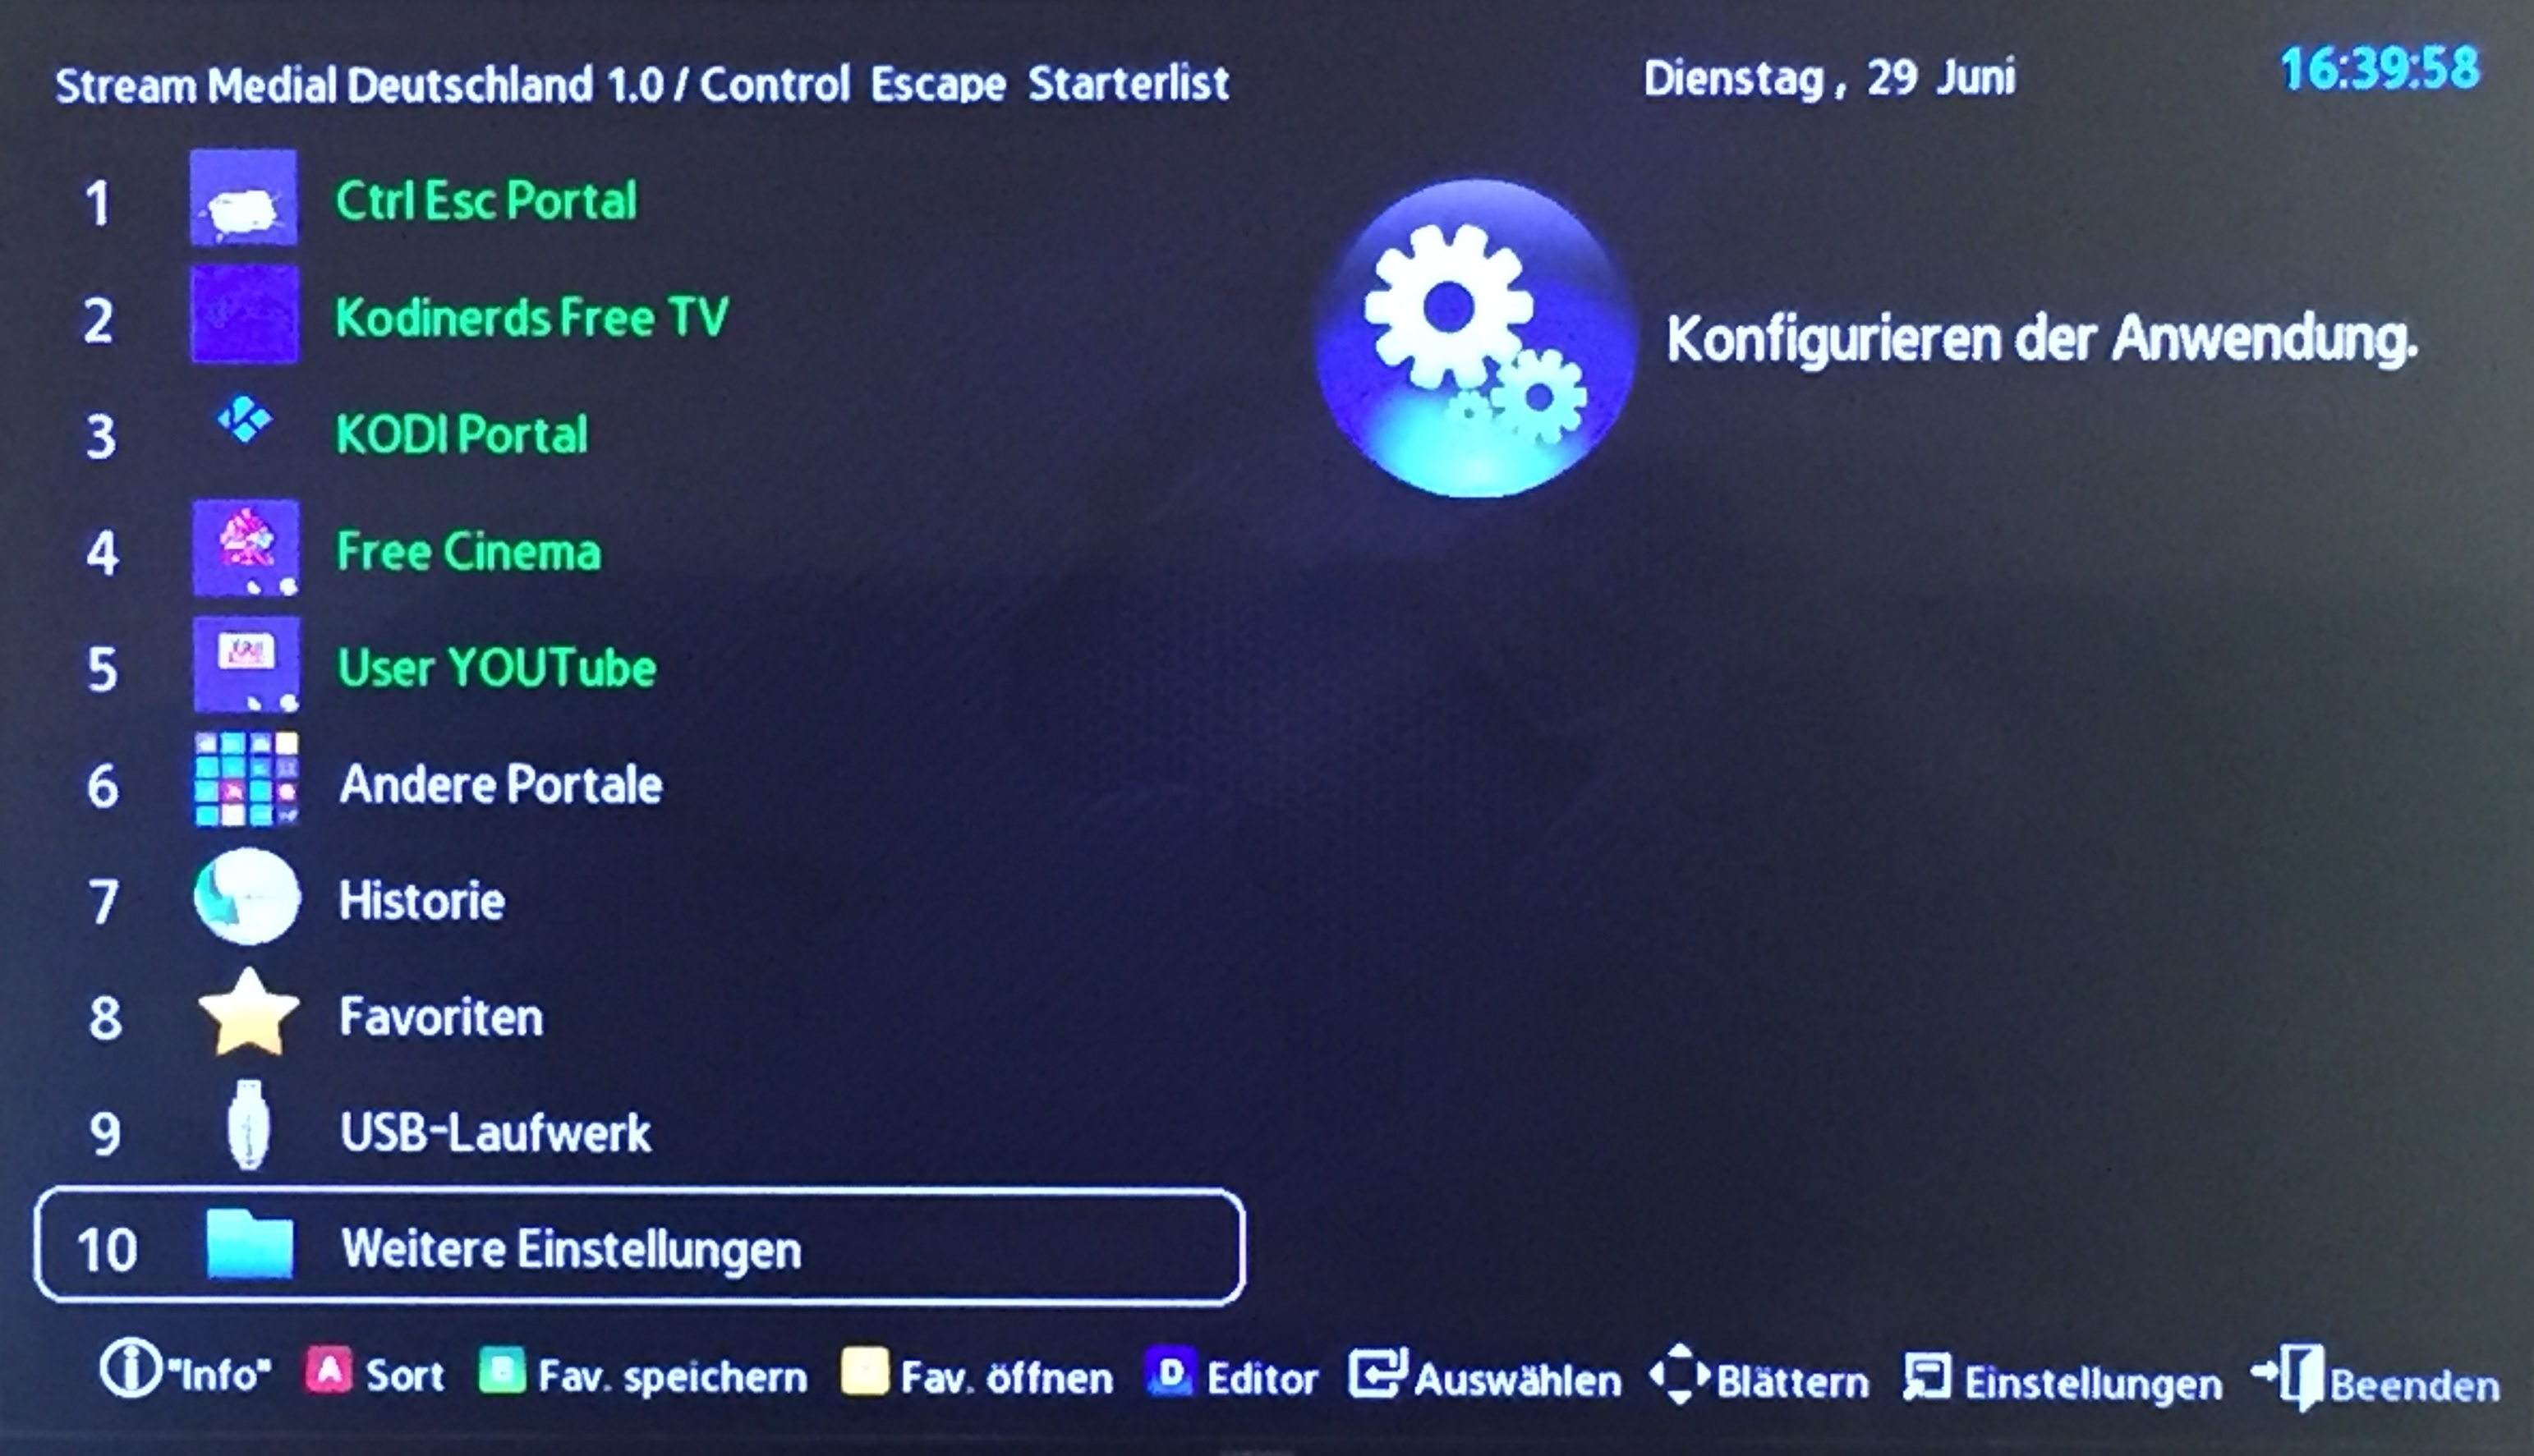 Stream Medial Deutschland 1.0 / Control Escape Starterlist
Dienstag, 29 Juni
16:39:58
1 Ctrl Esc Portal
2 Kodinerds Free TV
3 KODI Portal
4 Free Cinema
5 User YOUTube
6 Andere Portale
7 Historie
8 Favoriten
9 USB-Laufwerk
10 Weitere Einstellungen
Konfigurieren der Anwendung.
"Info" A Sort Fav. speichern Fav. öffnen D Editor Auswählen Blättern Einstellungen Beenden